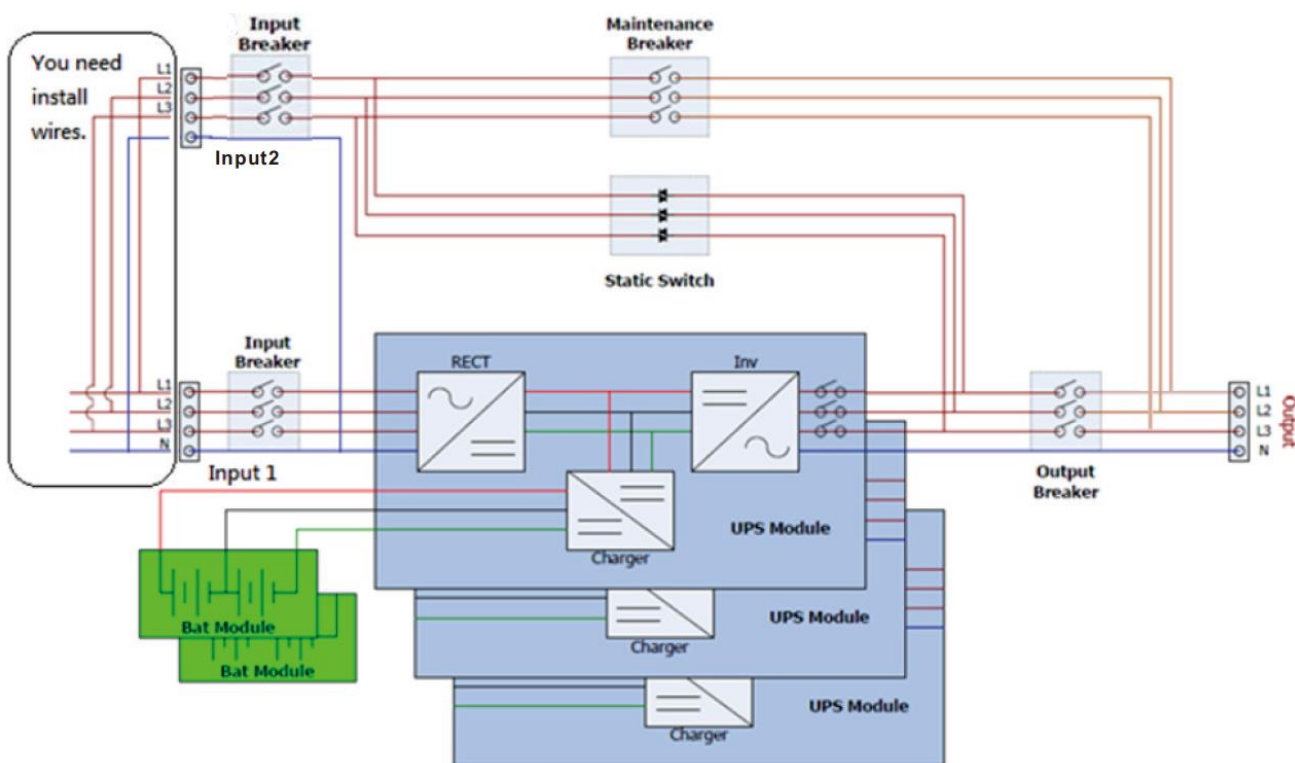 You need
install
wires.
L1
L2
L3
Input
Breaker
Input2
Maintenance
Breaker
Static Switch
L1
L2
L3
N
Input
Breaker
Input 1
RECT
Inv
Charger
UPS Module
Output
Breaker
L1
L2
L3
N
Output
Bat Module
Bat Module
Charger
UPS Module
Charger
UPS Module